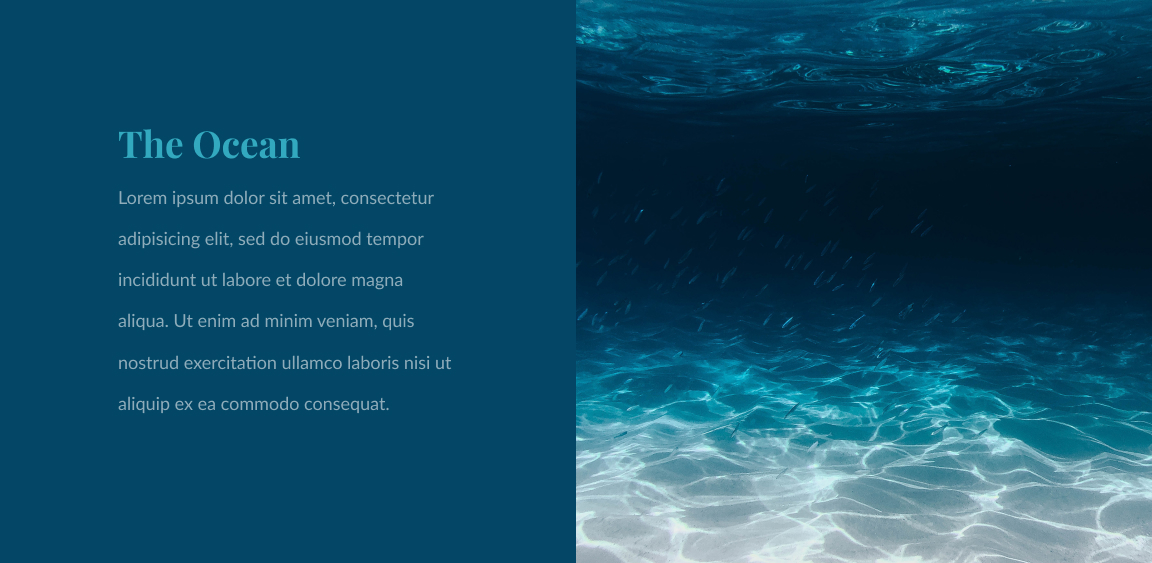 The Ocean
Lorem ipsum dolor sit amet, consectetur
adipisicing elit, sed do eiusmod tempor
incididunt ut labore et dolore magna
aliqua. Ut enim ad minim veniam, quis
nostrud exercitation ullamco laboris nisi ut
aliquip ex ea commodo consequat.